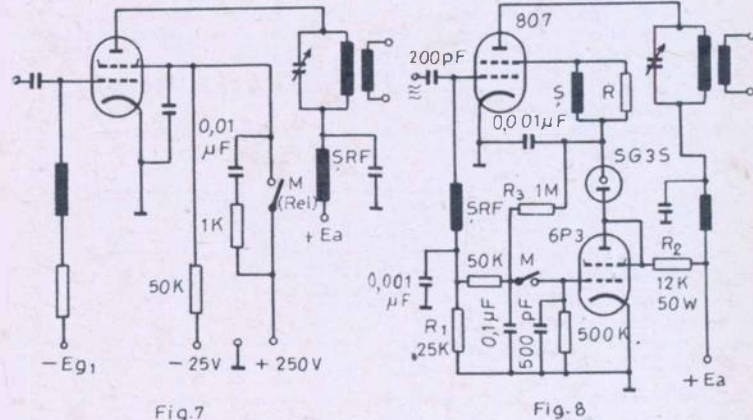 807
200pF
S
R
0,001µF
0,01
µF
SRF
M
(Rel)
1K
+Ea
50K
-Eg1
-25V
+250V
Fig.7
SG3S
R3 1M
6P3
SRF
50K
M
R2
12K
50W
0,001
µF
R1
25K
0,1µF
500 pF
500K
+Ea
Fig.8